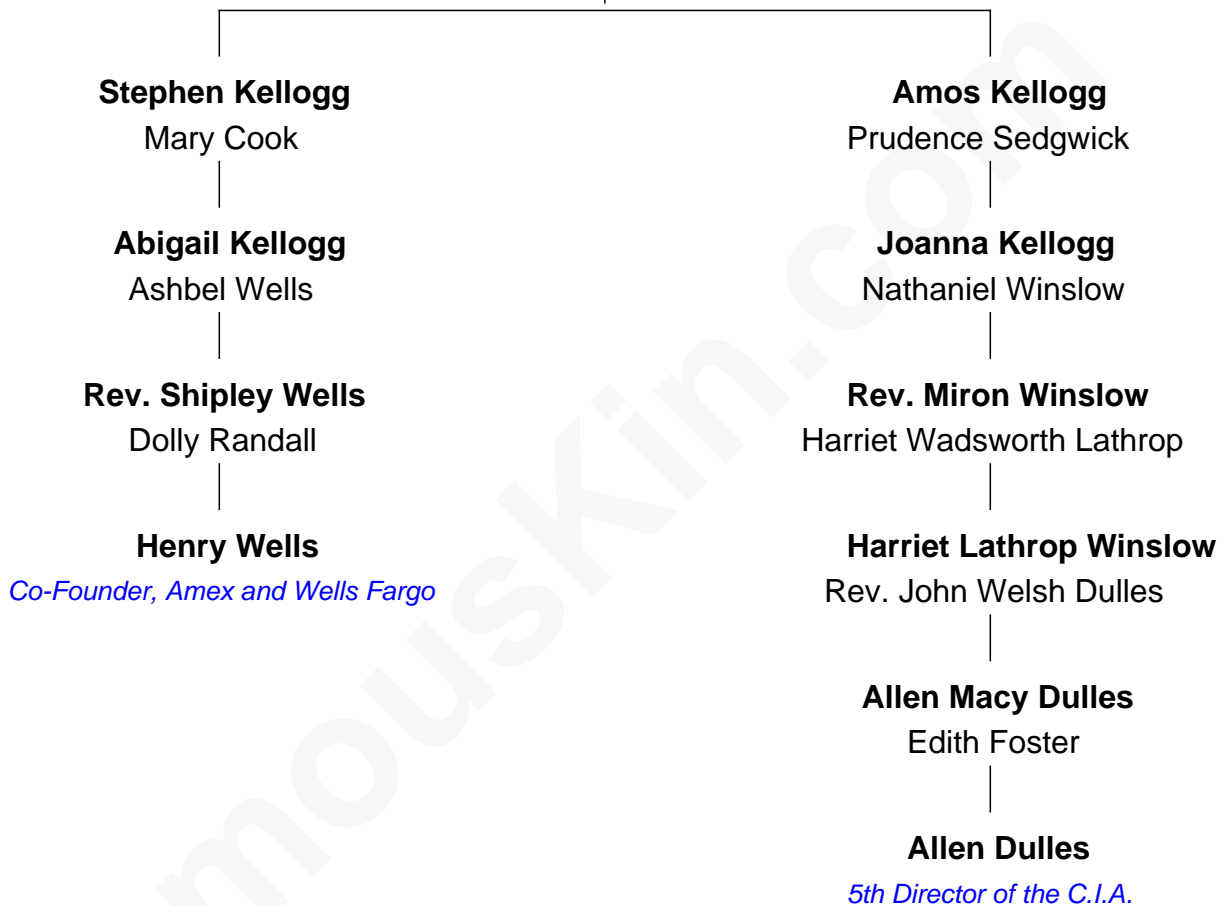 Stephen Kellogg
Mary Cook
Abigail Kellogg
Ashbel Wells
Rev. Shipley Wells
Dolly Randall
Henry Wells
Co-Founder, Amex and Wells Fargo
Amos Kellogg
Prudence Sedgwick
Joanna Kellogg
Nathaniel Winslow
Rev. Miron Winslow
Harriet Wadsworth Lathrop
Harriet Lathrop Winslow
Rev. John Welsh Dulles
Allen Macy Dulles
Edith Foster
Allen Dulles
5th Director of the C.I.A.
mousKin.com